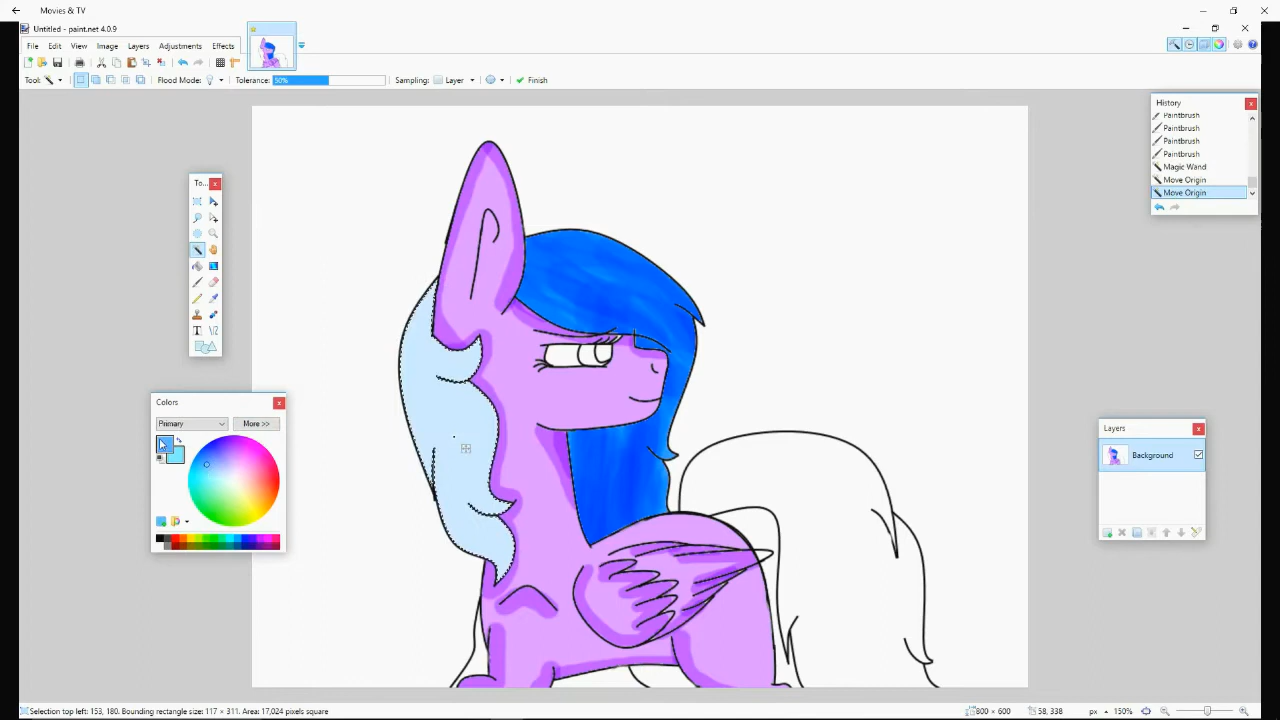 Movies & TV
Untitled - paint.net 4.0.9
File Edit View Image Layers Adjustments Effects
Tool: Flood Mode: Tolerance: 50% Sampling: Layer Finish
History
Paintbrush
Paintbrush
Paintbrush
Paintbrush
Magic Wand
Move Origin
Move Origin
To...
Colors
Primary More >>
Layers
Background
Selection top left: 153, 180. Bounding rectangle size: 117 × 311. Area: 17,024 pixels square 800 × 600 58, 338 px 150%